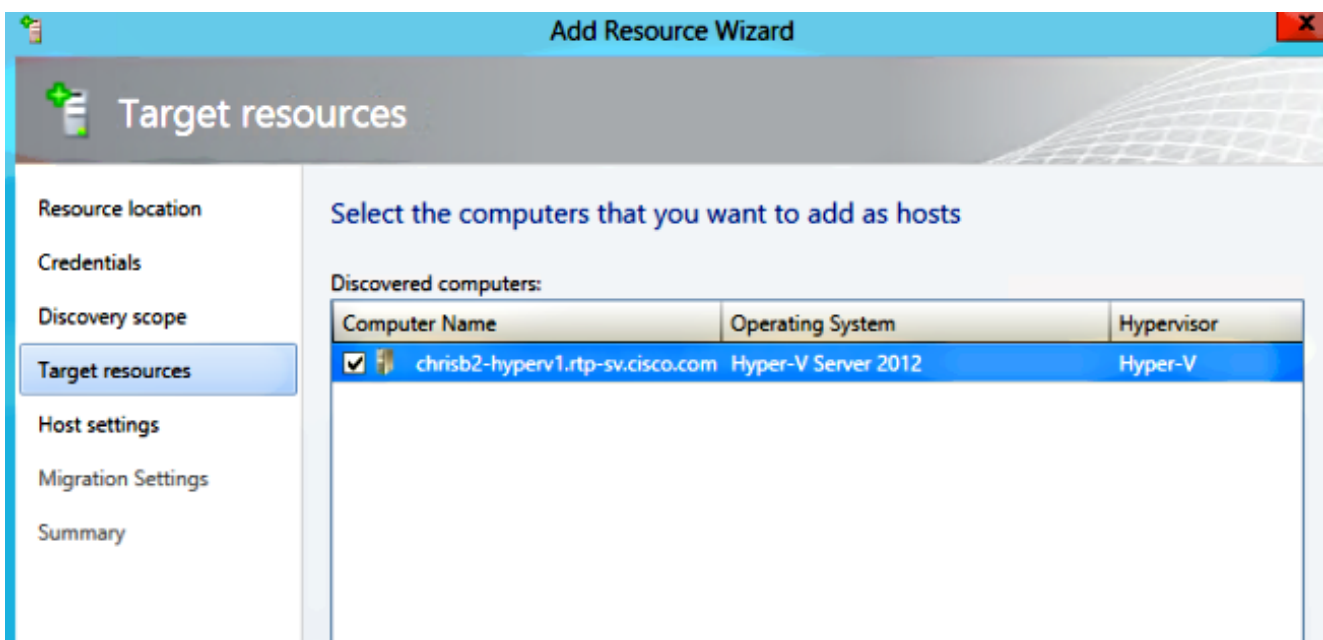 Add Resource Wizard
x
Target resources
Resource location
Credentials
Discovery scope
Target resources
Host settings
Migration Settings
Summary
Select the computers that you want to add as hosts
Discovered computers:
Computer Name Operating System Hypervisor
chrisb2-hyperv1.rtp-sv.cisco.com Hyper-V Server 2012 Hyper-V